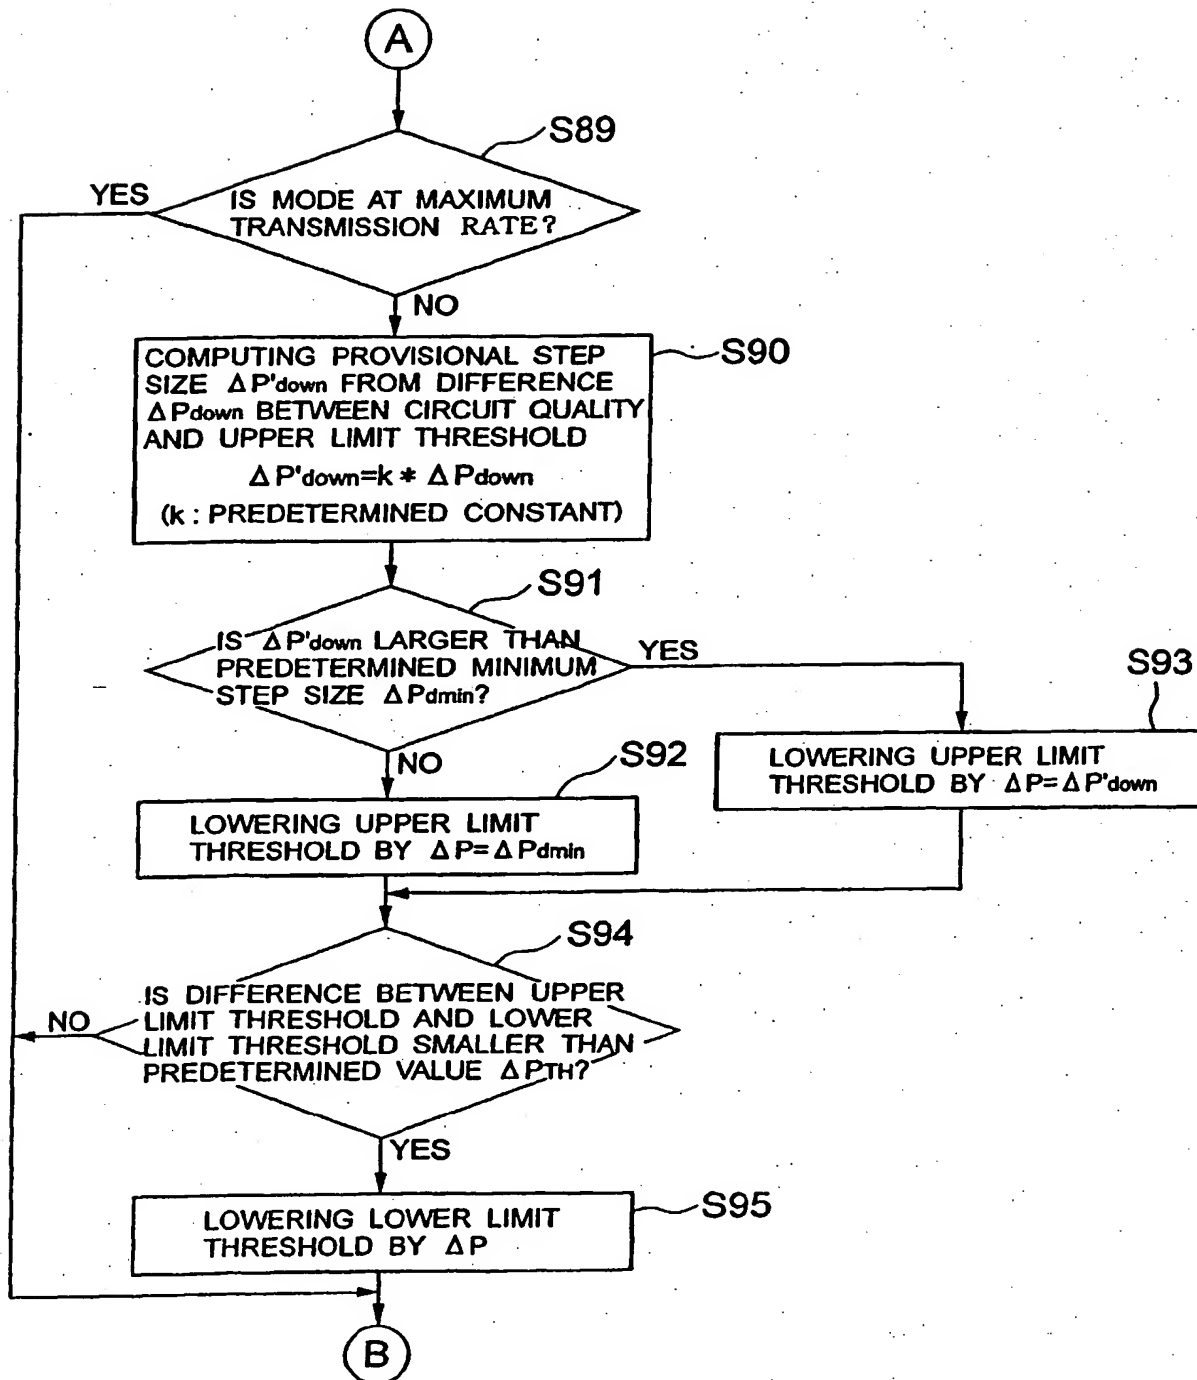 A
S89
YES
IS MODE AT MAXIMUM
TRANSMISSION RATE?
NO
S90
COMPUTING PROVISIONAL STEP
SIZE ΔP'down FROM DIFFERENCE
ΔPdown BETWEEN CIRCUIT QUALITY
AND UPPER LIMIT THRESHOLD
ΔP'down=k * ΔPdown
(k : PREDETERMINED CONSTANT)
S91
IS ΔP'down LARGER THAN
PREDETERMINED MINIMUM
STEP SIZE ΔPdmin?
YES
S93
NO
S92
LOWERING UPPER LIMIT
THRESHOLD BY ΔP=ΔP'down
LOWERING UPPER LIMIT
THRESHOLD BY ΔP=ΔPdmin
S94
IS DIFFERENCE BETWEEN UPPER
LIMIT THRESHOLD AND LOWER
LIMIT THRESHOLD SMALLER THAN
PREDETERMINED VALUE ΔPTH?
NO
YES
S95
LOWERING LOWER LIMIT
THRESHOLD BY ΔP
B